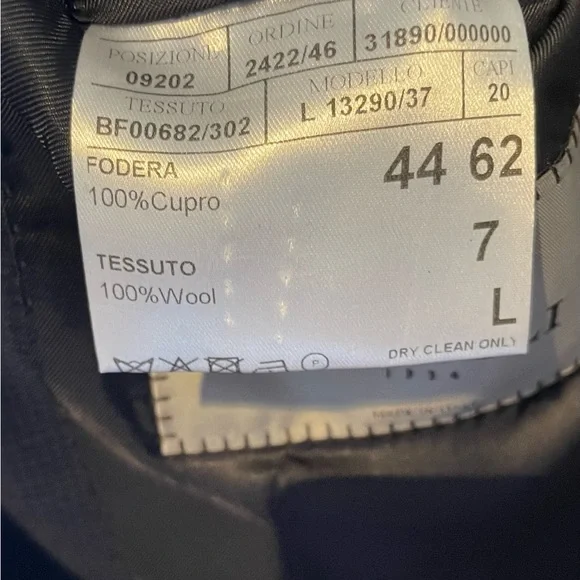 POSIZIONE ORDINE CLIENTE
09202 2422/46 31890/000000
TESSUTO MODELLO CAPI
BF00682/302 L 13290/37 20
FODERA 44 62
100%Cupro
7
TESSUTO
100%Wool
L
DRY CLEAN ONLY
P